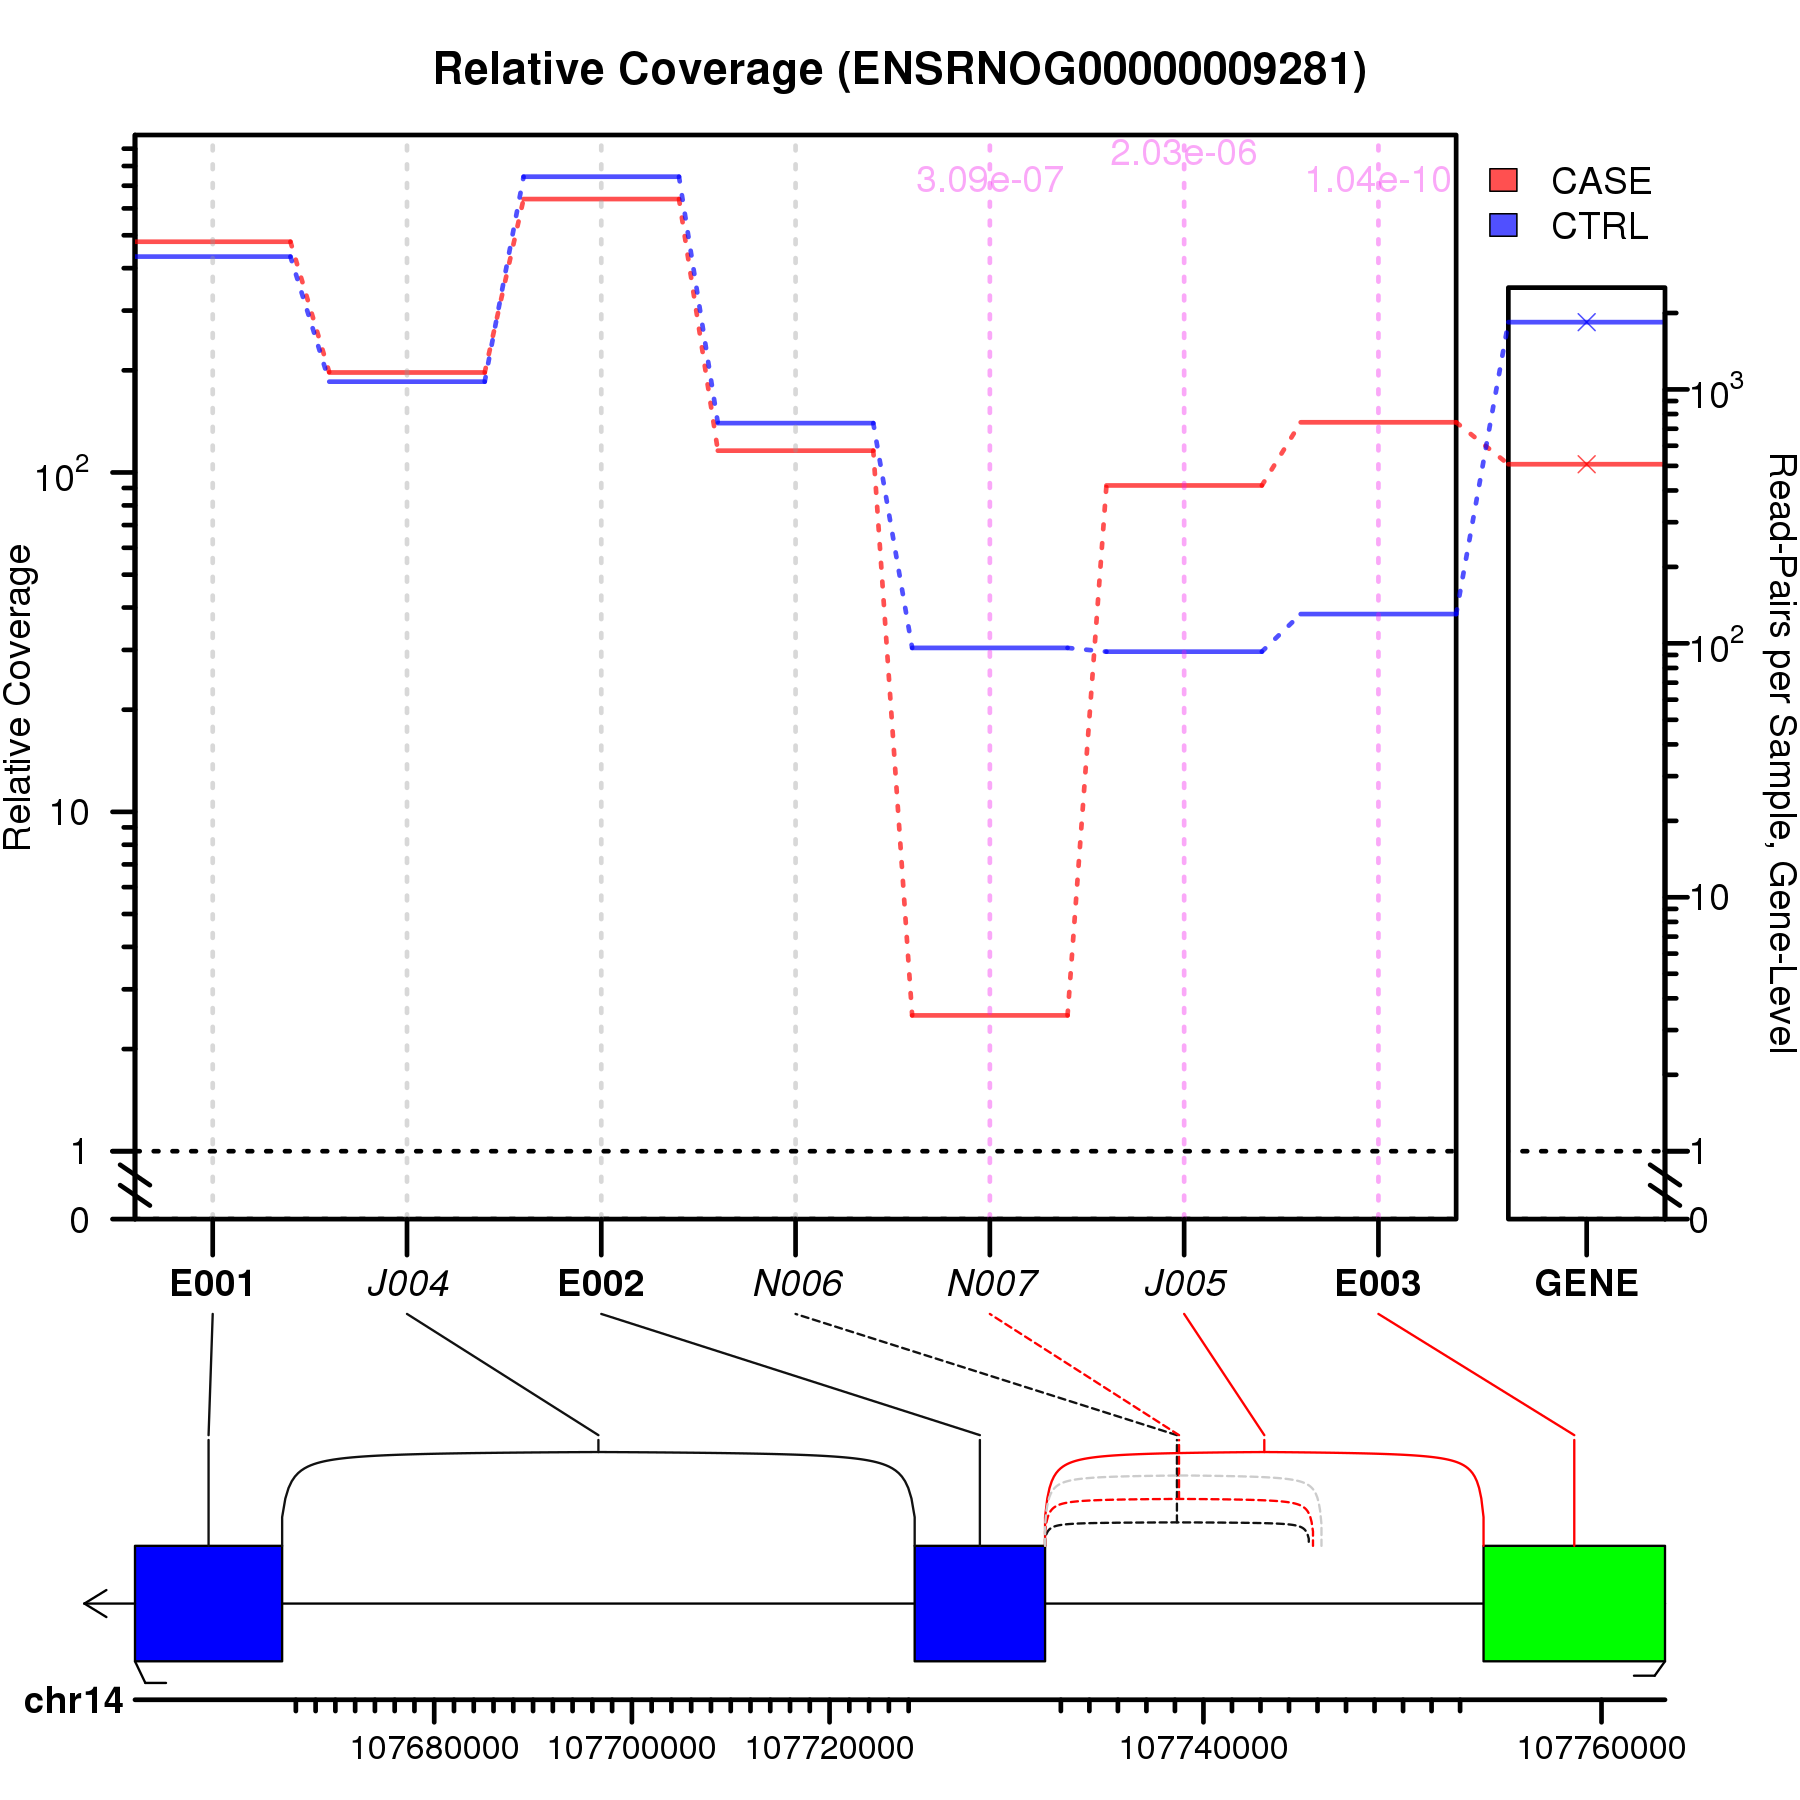 Relative Coverage (ENSRNOG00000009281)
3.09e-07
2.03e-06
1.04e-10
CASE
CTRL
Relative Coverage
10²
10
1
0
10³
10²
10
1
0
Read-Pairs per Sample, Gene-Level
E001 J004 E002 N006 N007 J005 E003 GENE
chr14
107680000 107700000 107720000 107740000 107760000